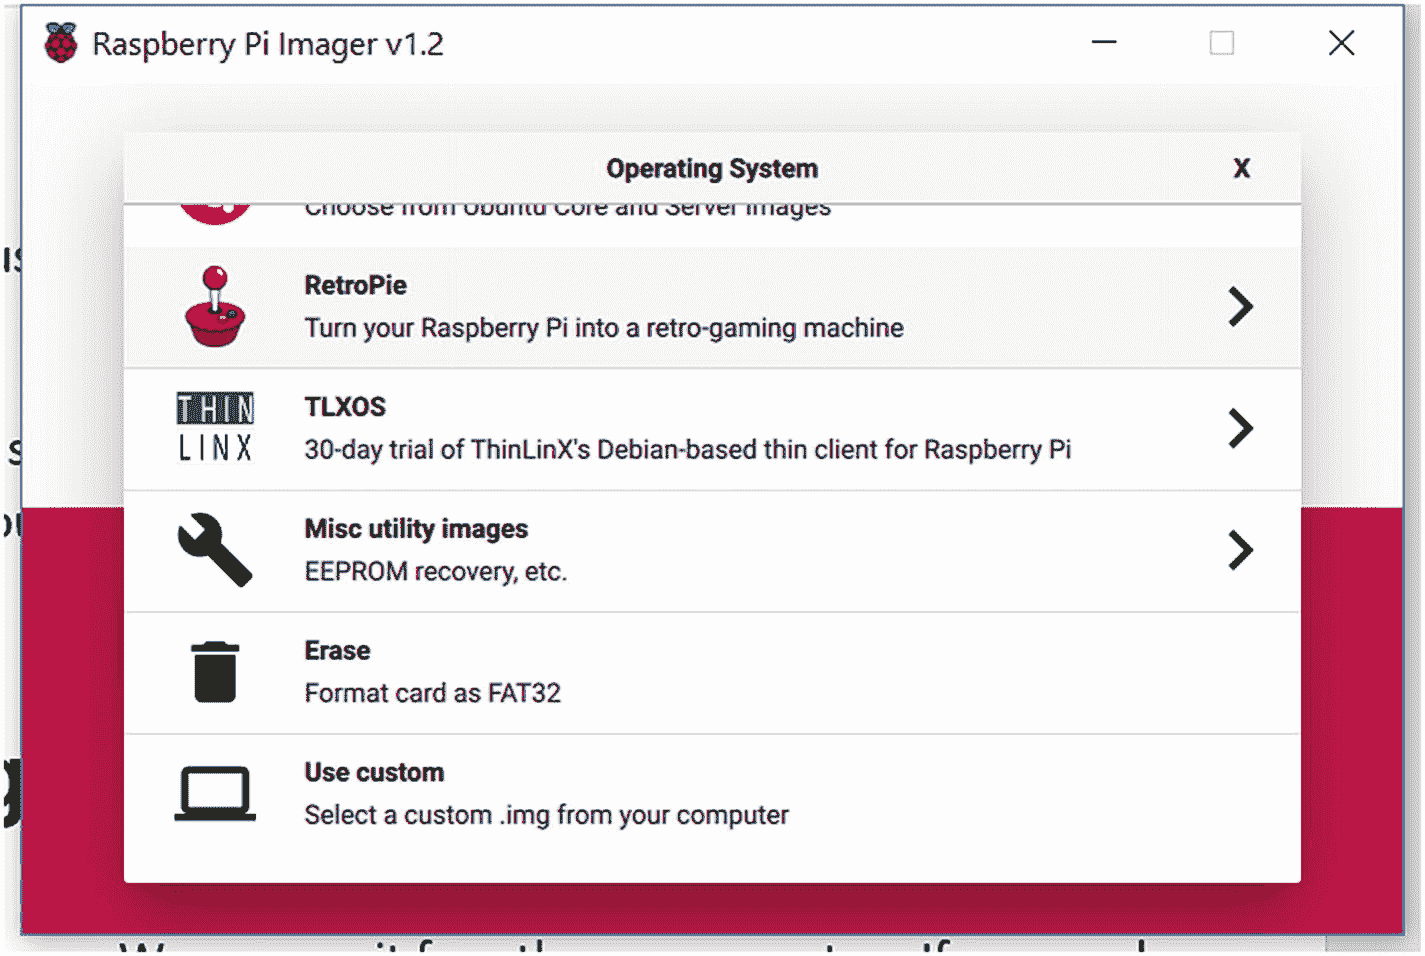 Raspberry Pi Imager v1.2
Operating System
X
Choose from Ubuntu Core and Server images
RetroPie
Turn your Raspberry Pi into a retro-gaming machine
THIN
LINX
TLXOS
30-day trial of ThinLinX's Debian-based thin client for Raspberry Pi
Misc utility images
EEPROM recovery, etc.
Erase
Format card as FAT32
Use custom
Select a custom .img from your computer